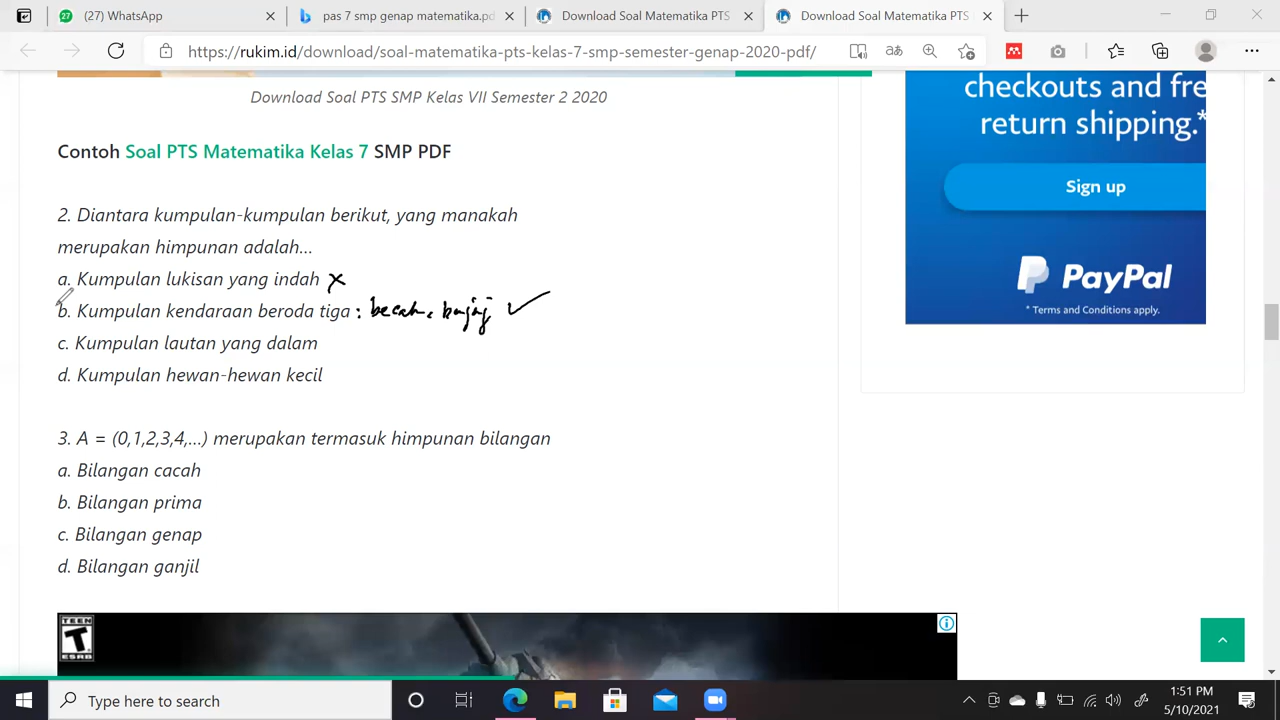 (27) WhatsApp
pas 7 smp genap matematika.pd
Download Soal Matematika PTS
Download Soal Matematika PTS
https://rukim.id/download/soal-matematika-pts-kelas-7-smp-semester-genap-2020-pdf/
Download Soal PTS SMP Kelas VII Semester 2 2020
Contoh Soal PTS Matematika Kelas 7 SMP PDF
2. Diantara kumpulan-kumpulan berikut, yang manakah
merupakan himpunan adalah...
a. Kumpulan lukisan yang indah x
b. Kumpulan kendaraan beroda tiga : becak, bajaj ✓
c. Kumpulan lautan yang dalam
d. Kumpulan hewan-hewan kecil
3. A = (0,1,2,3,4,...) merupakan termasuk himpunan bilangan
a. Bilangan cacah
b. Bilangan prima
c. Bilangan genap
d. Bilangan ganjil
checkouts and fre
return shipping.*
Sign up
PayPal
* Terms and Conditions apply.
TEEN
T
ESRB
Type here to search
1:51 PM
5/10/2021